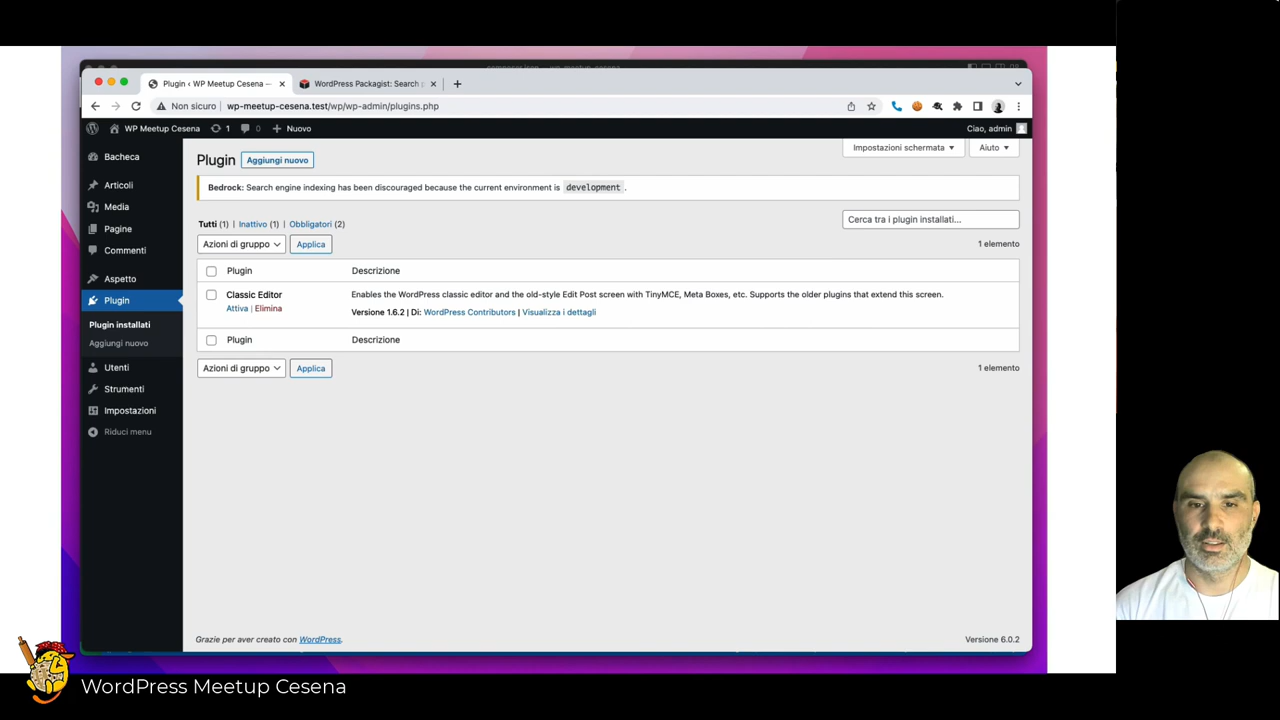 Plugin ‹ WP Meetup Cesena —
WordPress Packagist: Search
Non sicuro
wp-meetup-cesena.test/wp/wp-admin/plugins.php
WP Meetup Cesena
1
0
Nuovo
Ciao, admin
Bacheca
Articoli
Media
Pagine
Commenti
Aspetto
Plugin
Plugin installati
Aggiungi nuovo
Utenti
Strumenti
Impostazioni
Riduci menu
Impostazioni schermata
Aiuto
Plugin
Aggiungi nuovo
Bedrock: Search engine indexing has been discouraged because the current environment is development.
Tutti (1) | Inattivo (1) | Obbligatori (2)
Cerca tra i plugin installati...
Azioni di gruppo
Applica
1 elemento
Plugin
Descrizione
Classic Editor
Attiva | Elimina
Enables the WordPress classic editor and the old-style Edit Post screen with TinyMCE, Meta Boxes, etc. Supports the older plugins that extend this screen.
Versione 1.6.2 | Di: WordPress Contributors | Visualizza i dettagli
Plugin
Descrizione
Azioni di gruppo
Applica
1 elemento
Grazie per aver creato con WordPress.
Versione 6.0.2
WordPress Meetup Cesena